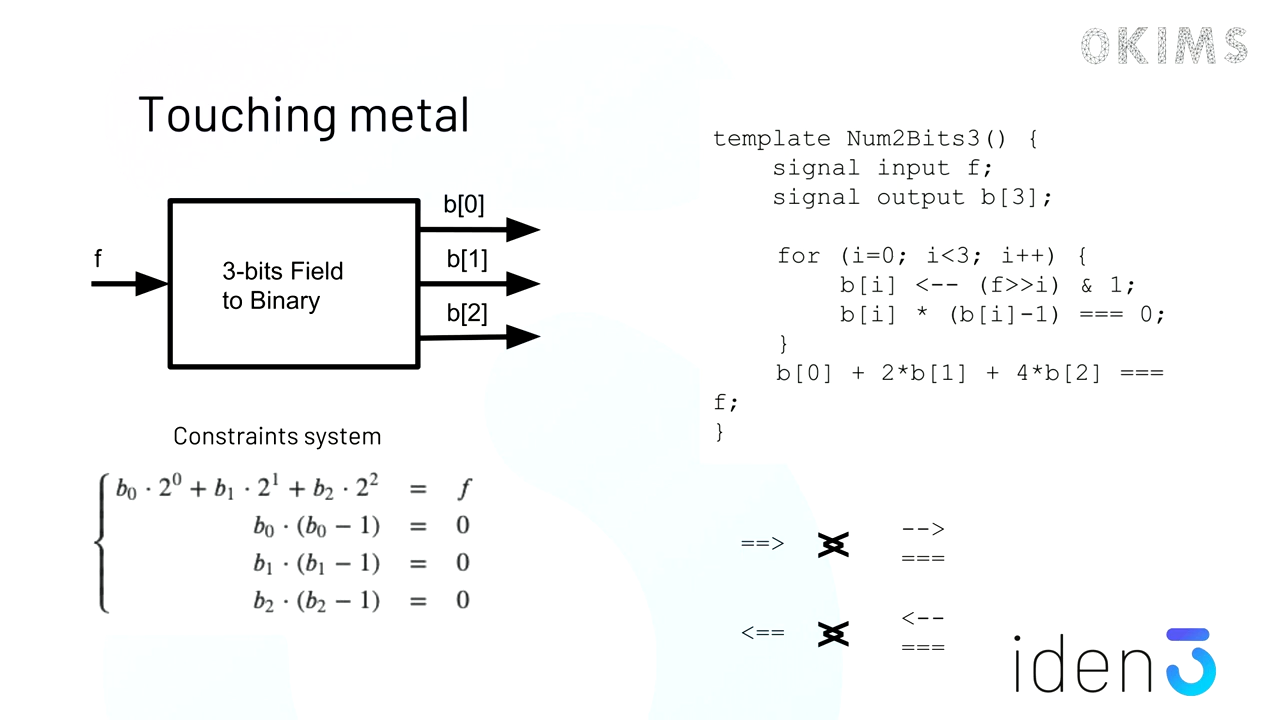 OKIMS
Touching metal
f
3-bits Field
to Binary
b[0]
b[1]
b[2]
Constraints system
b₀ · 2⁰ + b₁ · 2¹ + b₂ · 2² = f
b₀ · (b₀ − 1) = 0
b₁ · (b₁ − 1) = 0
b₂ · (b₂ − 1) = 0
template Num2Bits3() {
signal input f;
signal output b[3];
for (i=0; i<3; i++) {
b[i] <-- (f>>i) & 1;
b[i] * (b[i]-1) === 0;
}
b[0] + 2*b[1] + 4*b[2] ===
f;
}
==>
-->
===
<==
<--
===
iden3